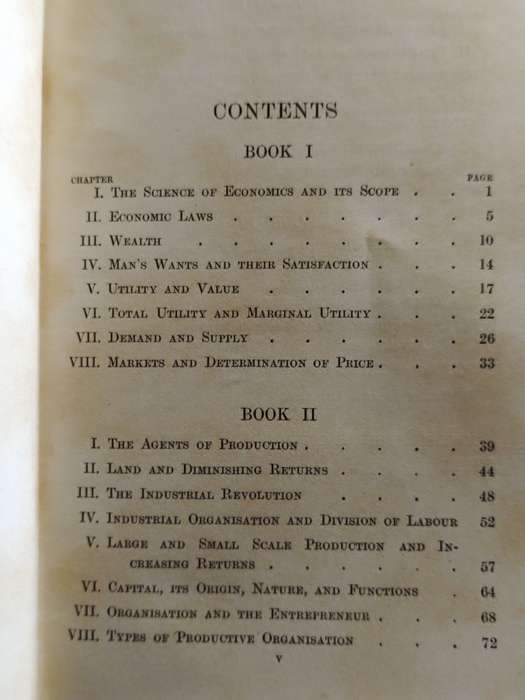 CONTENTS
BOOK I
CHAPTER PAGE
I. THE SCIENCE OF ECONOMICS AND ITS SCOPE . . 1
II. ECONOMIC LAWS . . . . . . . 5
III. WEALTH . . . . . . . 10
IV. MAN'S WANTS AND THEIR SATISFACTION . . . 14
V. UTILITY AND VALUE . . . . . . 17
VI. TOTAL UTILITY AND MARGINAL UTILITY . . . 22
VII. DEMAND AND SUPPLY . . . . . . 26
VIII. MARKETS AND DETERMINATION OF PRICE . . . 33
BOOK II
I. THE AGENTS OF PRODUCTION . . . . . 39
II. LAND AND DIMINISHING RETURNS . . . . 44
III. THE INDUSTRIAL REVOLUTION . . . . 48
IV. INDUSTRIAL ORGANISATION AND DIVISION OF LABOUR 52
V. LARGE AND SMALL SCALE PRODUCTION AND IN-
CREASING RETURNS . . . . . . 57
VI. CAPITAL, ITS ORIGIN, NATURE, AND FUNCTIONS . 64
VII. ORGANISATION AND THE ENTREPRENEUR . . . 68
VIII. TYPES OF PRODUCTIVE ORGANISATION . . . 72
v